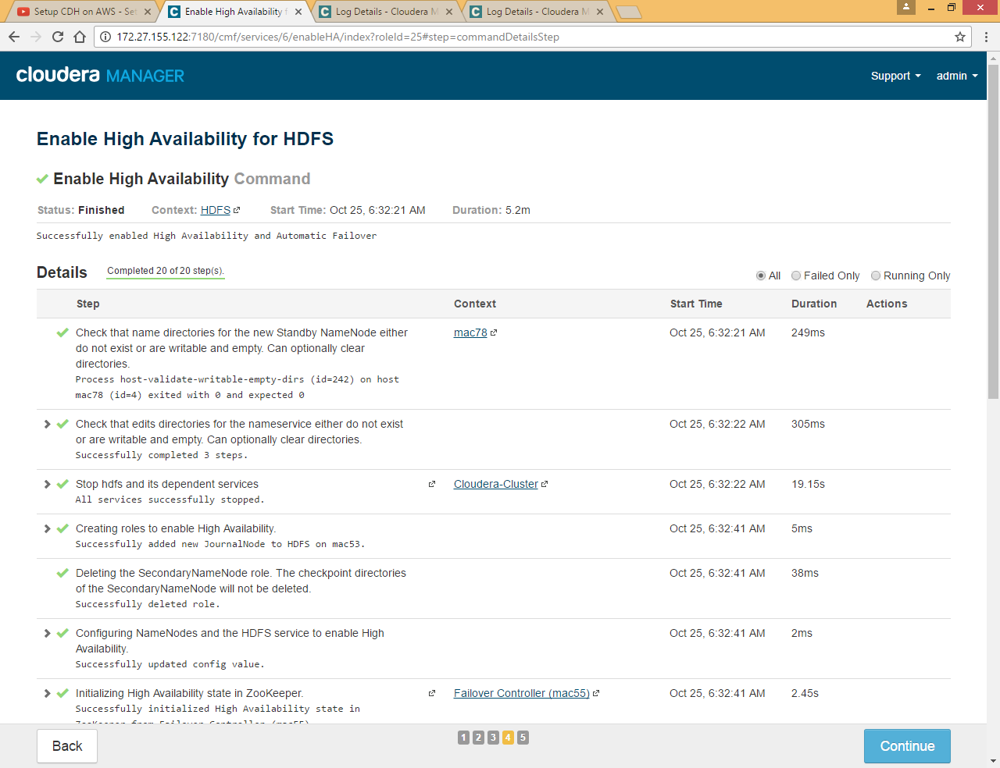 Setup CDH on AWS - Set
Enable High Availability f
Log Details - Cloudera M
Log Details - Cloudera M
172.27.155.122:7180/cmf/services/6/enableHA/index?roleId=25#step=commandDetailsStep
cloudera MANAGER
Support
admin
Enable High Availability for HDFS
Enable High Availability Command
Status: Finished Context: HDFS Start Time: Oct 25, 6:32:21 AM Duration: 5.2m
Successfully enabled High Availability and Automatic Failover
Details Completed 20 of 20 step(s).
All Failed Only Running Only
Step Context Start Time Duration Actions
Check that name directories for the new Standby NameNode either mac78 Oct 25, 6:32:21 AM 249ms
do not exist or are writable and empty. Can optionally clear
directories.
Process host-validate-writable-empty-dirs (id=242) on host
mac78 (id=4) exited with 0 and expected 0
Check that edits directories for the nameservice either do not exist Oct 25, 6:32:22 AM 305ms
or are writable and empty. Can optionally clear directories.
Successfully completed 3 steps.
Stop hdfs and its dependent services Cloudera-Cluster Oct 25, 6:32:22 AM 19.15s
All services successfully stopped.
Creating roles to enable High Availability. Oct 25, 6:32:41 AM 5ms
Successfully added new JournalNode to HDFS on mac53.
Deleting the SecondaryNameNode role. The checkpoint directories Oct 25, 6:32:41 AM 38ms
of the SecondaryNameNode will not be deleted.
Successfully deleted role.
Configuring NameNodes and the HDFS service to enable High Oct 25, 6:32:41 AM 2ms
Availability.
Successfully updated config value.
Initializing High Availability state in ZooKeeper. Failover Controller (mac55) Oct 25, 6:32:41 AM 2.45s
Successfully initialized High Availability state in
ZooKeeper from Failover Controller (mac55)
Back
1 2 3 4 5
Continue